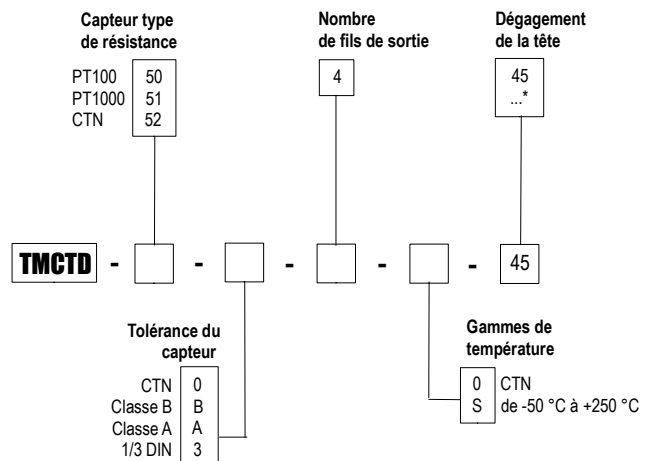 Capteur type
de résistance
PT100 50
PT1000 51
CTN 52
Nombre
de fils de sortie
4
Dégagement
de la tête
45
...*
TMCTD - - - - - 45
Tolérance du
capteur
CTN 0
Classe B B
Classe A A
1/3 DIN 3
Gammes de
température
0 CTN
S de -50 °C à +250 °C